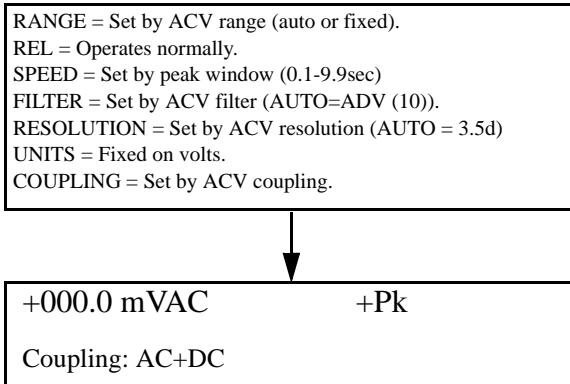 RANGE = Set by ACV range (auto or fixed).
REL = Operates normally.
SPEED = Set by peak window (0.1-9.9sec)
FILTER = Set by ACV filter (AUTO=ADV (10)).
RESOLUTION = Set by ACV resolution (AUTO = 3.5d)
UNITS = Fixed on volts.
COUPLING = Set by ACV coupling.
+000.0 mVAC +Pk
Coupling: AC+DC